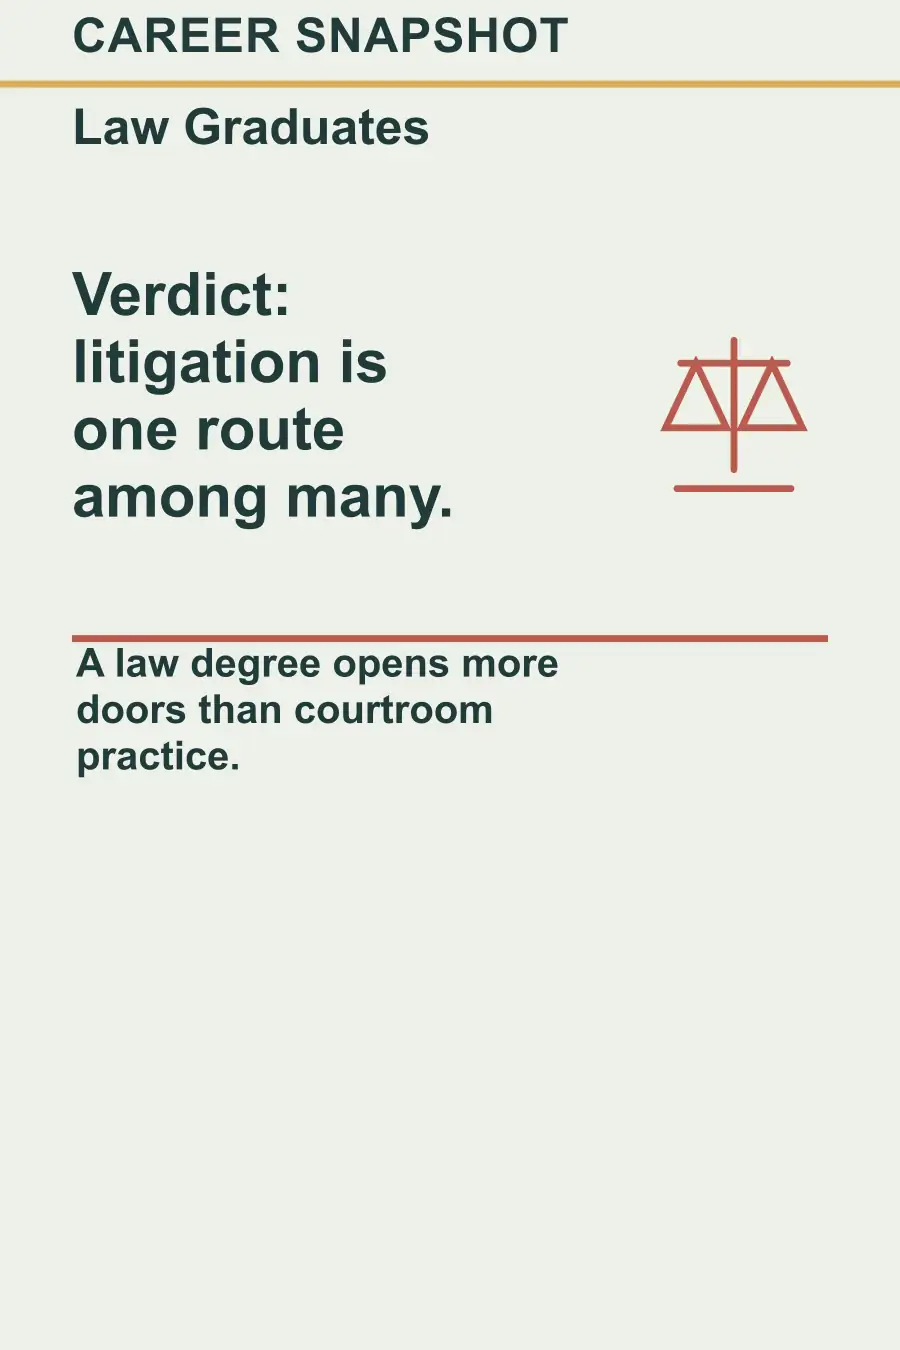 CAREER SNAPSHOT
Law Graduates
Verdict:
litigation is
one route
among many.
A law degree opens more
doors than courtroom
practice.